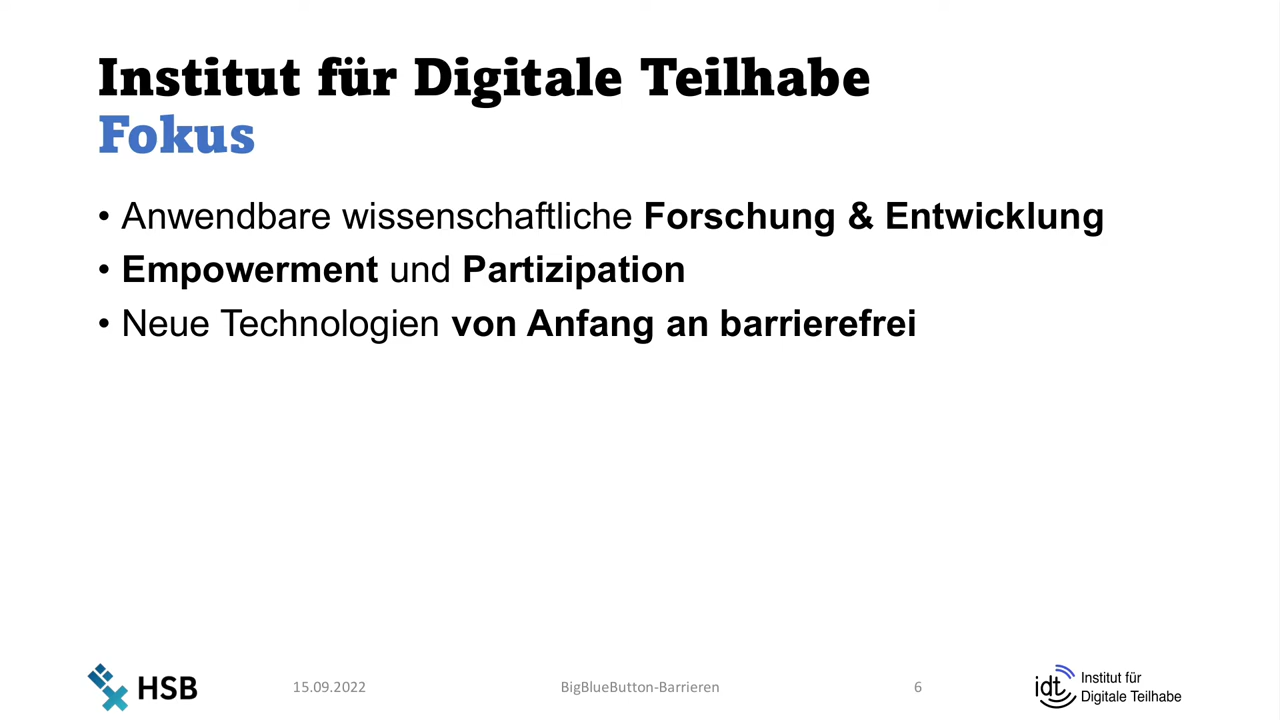 Institut für Digitale Teilhabe
Fokus
• Anwendbare wissenschaftliche Forschung & Entwicklung
• Empowerment und Partizipation
• Neue Technologien von Anfang an barrierefrei
HSB
15.09.2022
BigBlueButton-Barrieren
6
idt
Institut für
Digitale Teilhabe